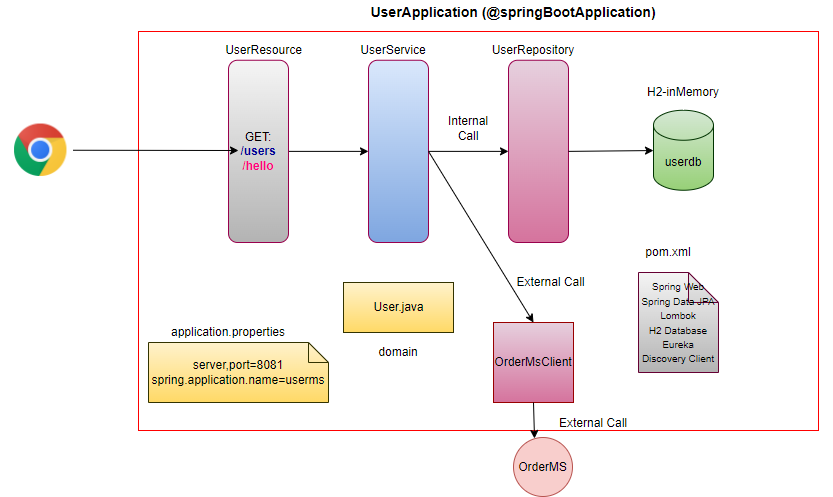 UserApplication (@springBootApplication)
UserResource
UserService
UserRepository
H2-inMemory
Internal
Call
GET:
/users
/hello
userdb
pom.xml
External Call
Spring Web
Spring Data JPA
Lombok
H2 Database
Eureka
Discovery Client
User.java
application.properties
domain
server,port=8081
spring.application.name=userms
OrderMsClient
External Call
OrderMS